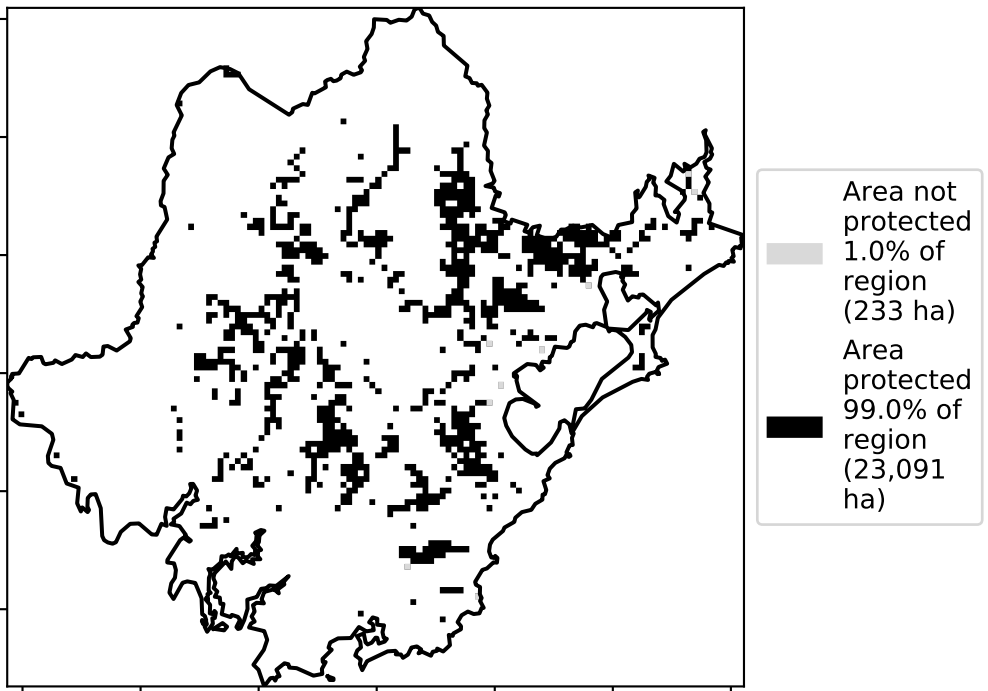 Area not
protected
1.0% of
region
(233 ha)
Area
protected
99.0% of
region
(23,091
ha)